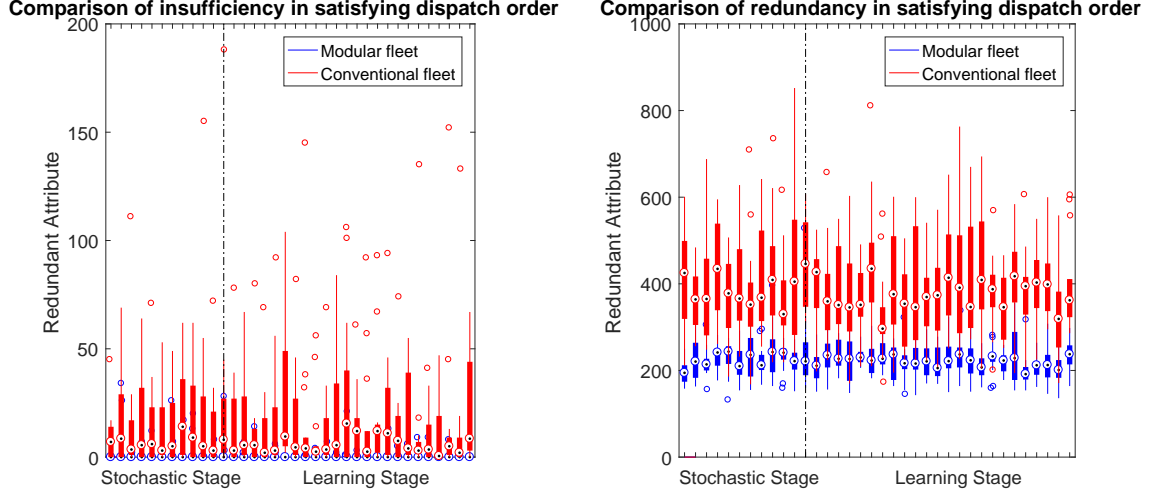 Comparison of insufficiency in satisfying dispatch order
200
150
100
50
0
Redundant Attribute
Modular fleet
Conventional fleet
Stochastic Stage
Learning Stage
Comparison of redundancy in satisfying dispatch order
1000
800
600
400
200
0
Redundant Attribute
Modular fleet
Conventional fleet
Stochastic Stage
Learning Stage